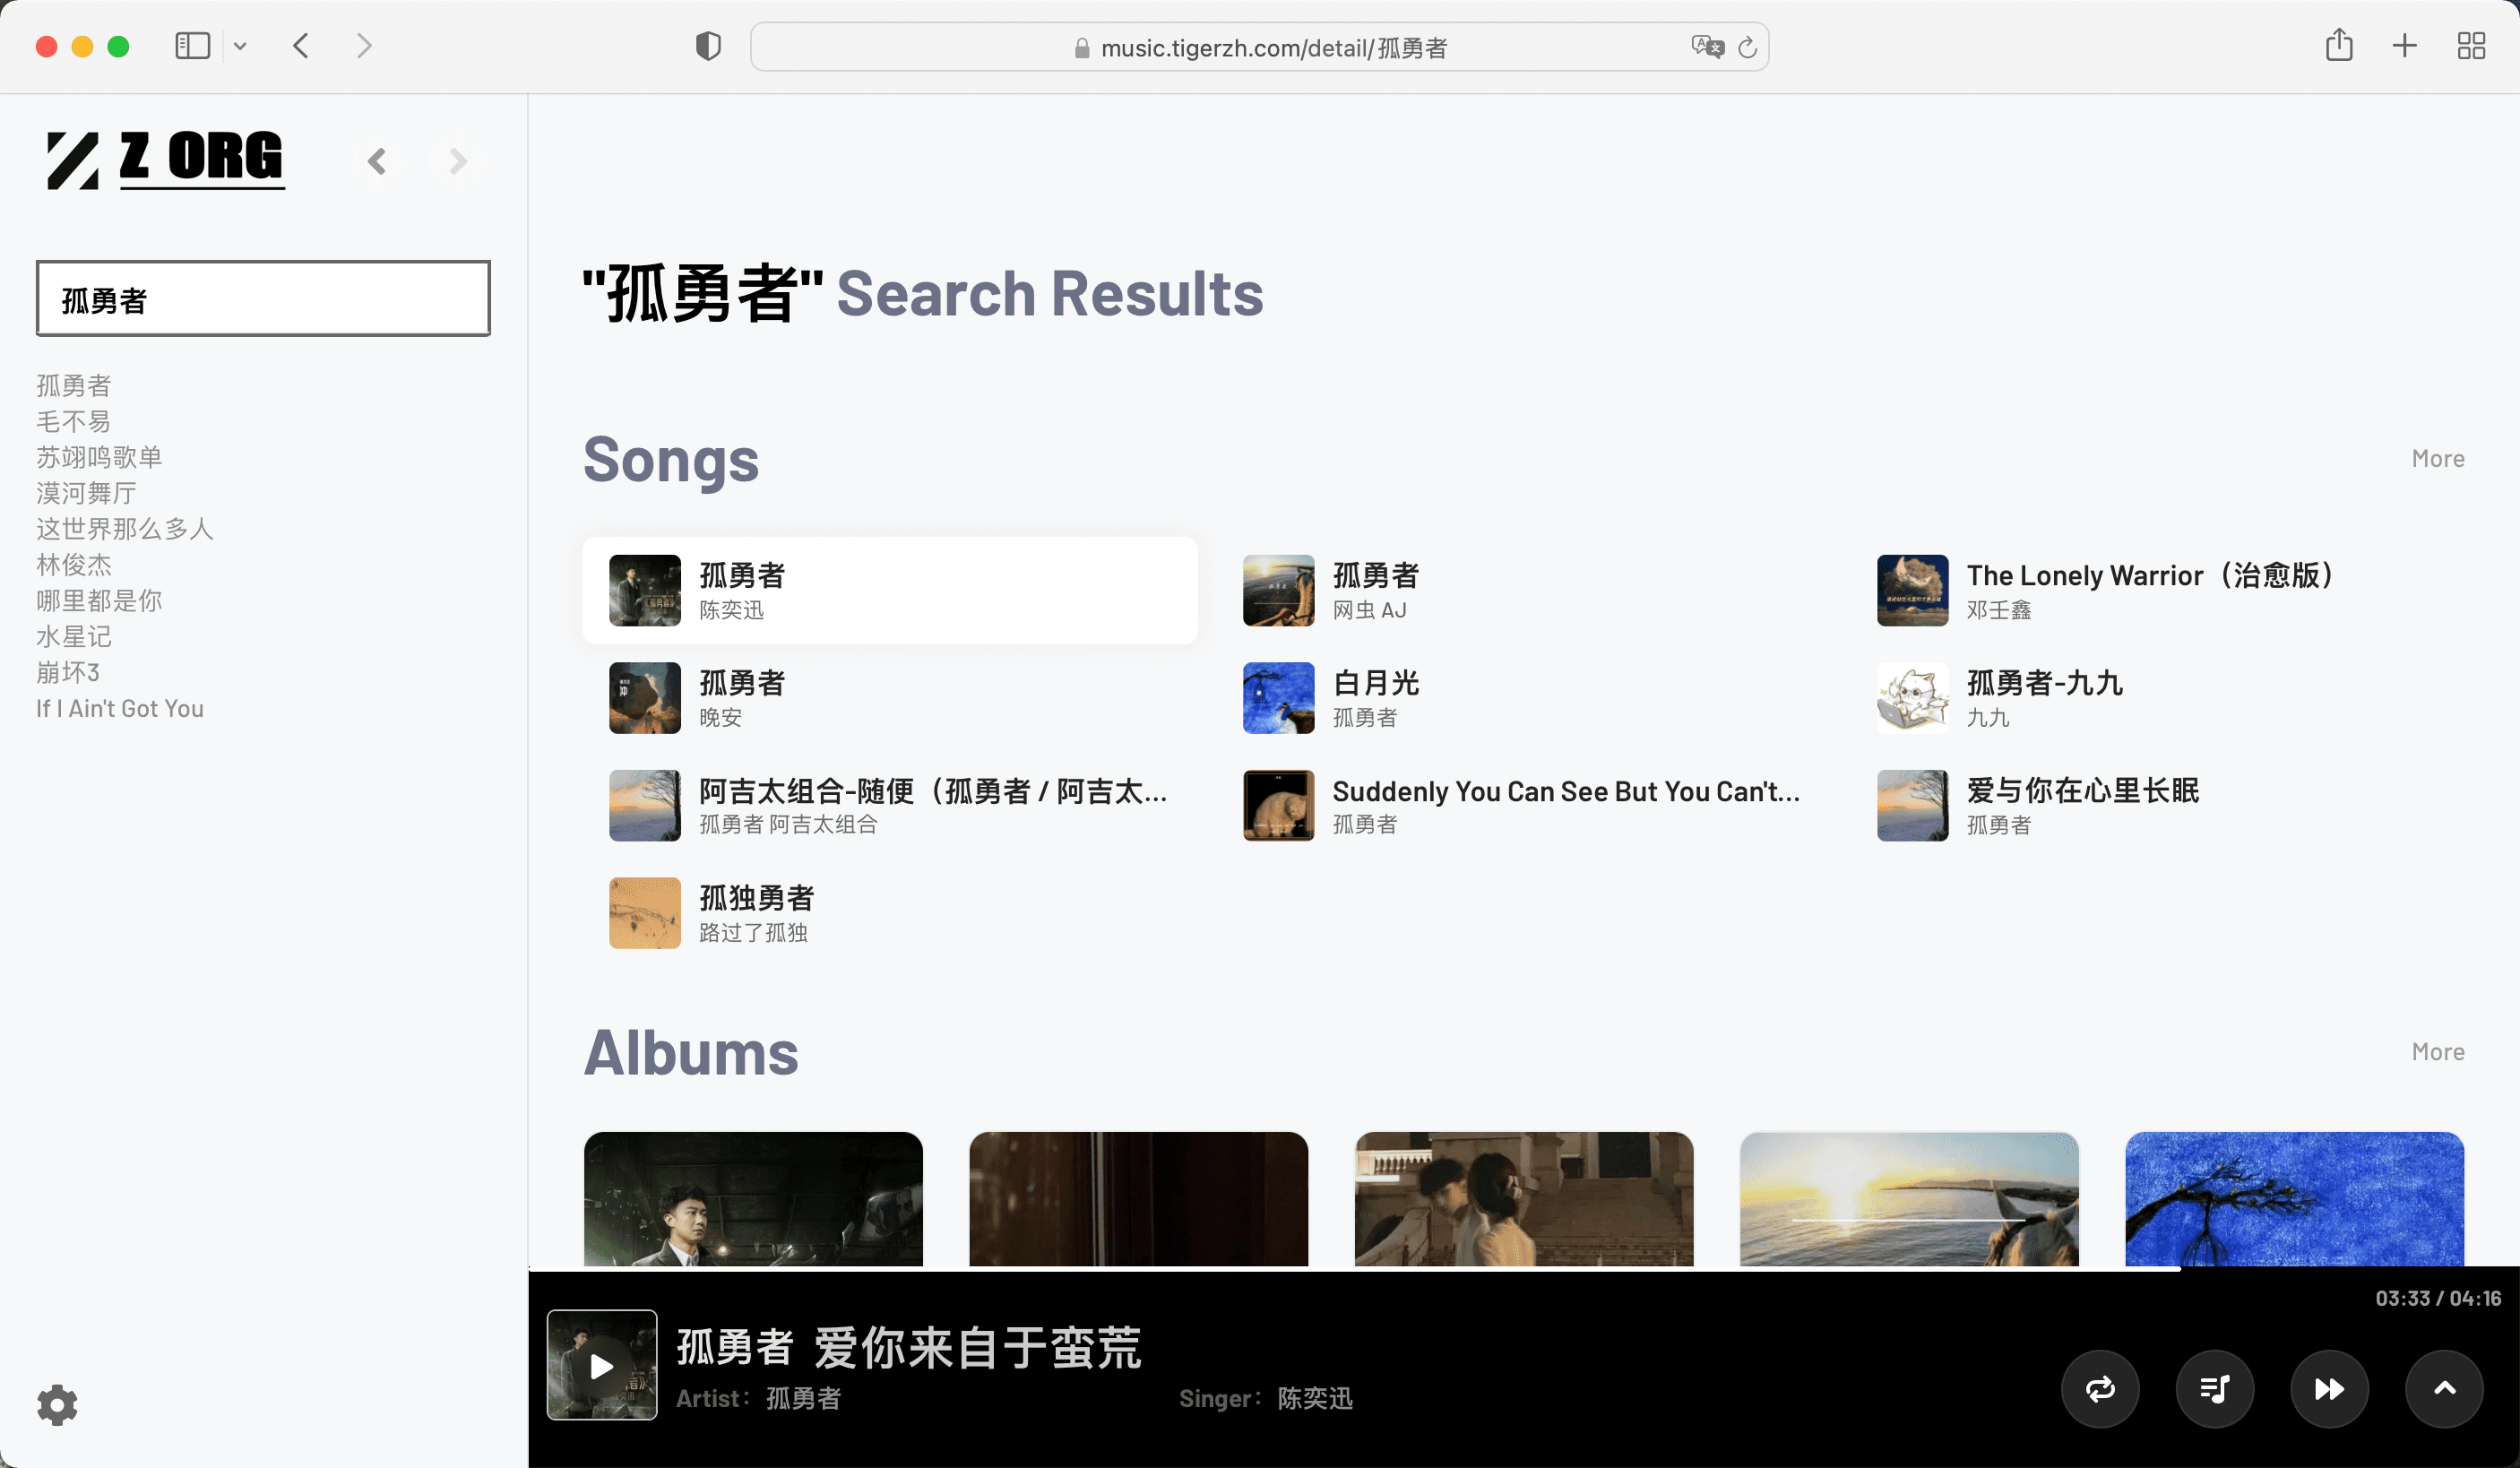 music.tigerzh.com/detail/孤勇者
Z ORG
孤勇者
孤勇者
毛不易
苏翊鸣歌单
漠河舞厅
这世界那么多人
林俊杰
哪里都是你
水星记
崩坏3
If I Ain't Got You
"孤勇者" Search Results
Songs
More
孤勇者
陈奕迅
孤勇者
网虫 AJ
The Lonely Warrior（治愈版）
邓壬鑫
孤勇者
晚安
白月光
孤勇者
孤勇者-九九
九九
阿吉太组合-随便（孤勇者 / 阿吉太...
孤勇者 阿吉太组合
Suddenly You Can See But You Can't...
孤勇者
爱与你在心里长眠
孤勇者
孤独勇者
路过了孤独
Albums
More
03:33 / 04:16
孤勇者 爱你来自于蛮荒
Artist： 孤勇者
Singer： 陈奕迅